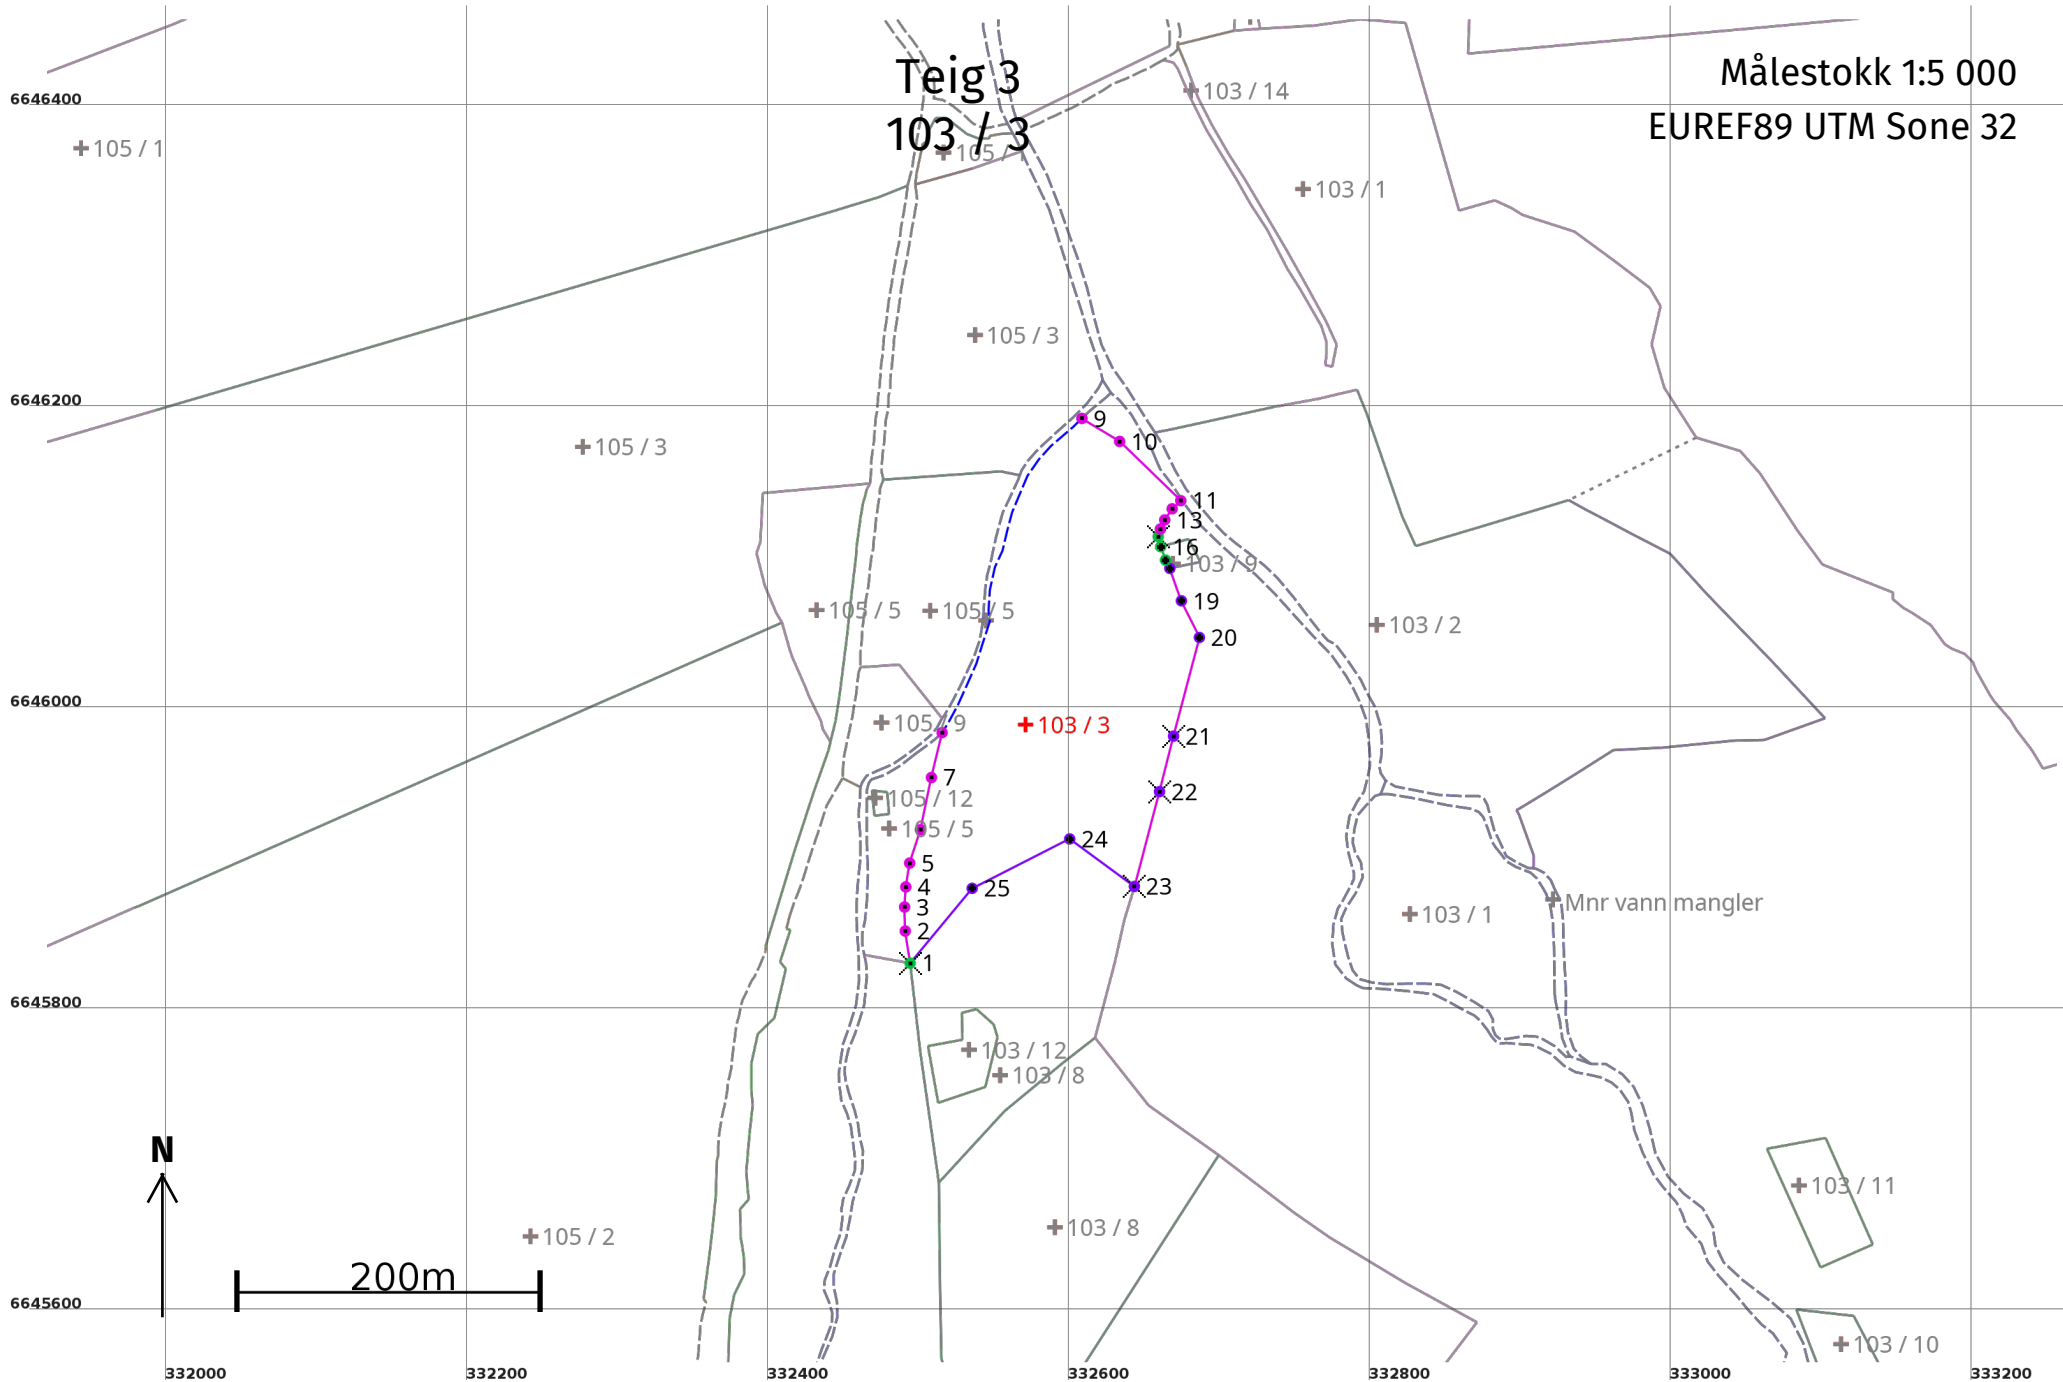 Teig 3
103 / 3
Målestokk 1:5 000
EUREF89 UTM Sone 32
6646400
103 / 14
105 / 1
105 /
103 / 1
105 / 3
6646200
9
10
105 / 3
11
13
16
103 / 9
19
105 / 5
105 / 5
103 / 2
20
6646000
105 / 9
103 / 3
21
7
22
105 / 12
105 / 5
24
5
4
25
23
3
Mnr vann mangler
103 / 1
2
1
6645800
103 / 12
103 / 8
N
103 / 11
103 / 8
105 / 2
200m
6645600
103 / 10
332000
332200
332400
332600
332800
333000
333200